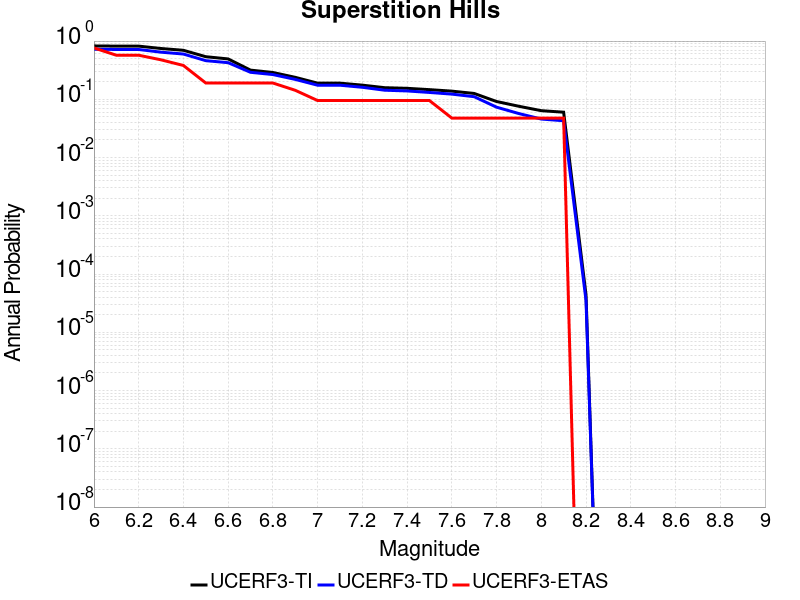 Superstition Hills
10^0
10^-1
10^-2
10^-3
10^-4
10^-5
10^-6
10^-7
10^-8
Annual Probability
6 6.2 6.4 6.6 6.8 7 7.2 7.4 7.6 7.8 8 8.2 8.4 8.6 8.8 9
Magnitude
UCERF3-TI UCERF3-TD UCERF3-ETAS